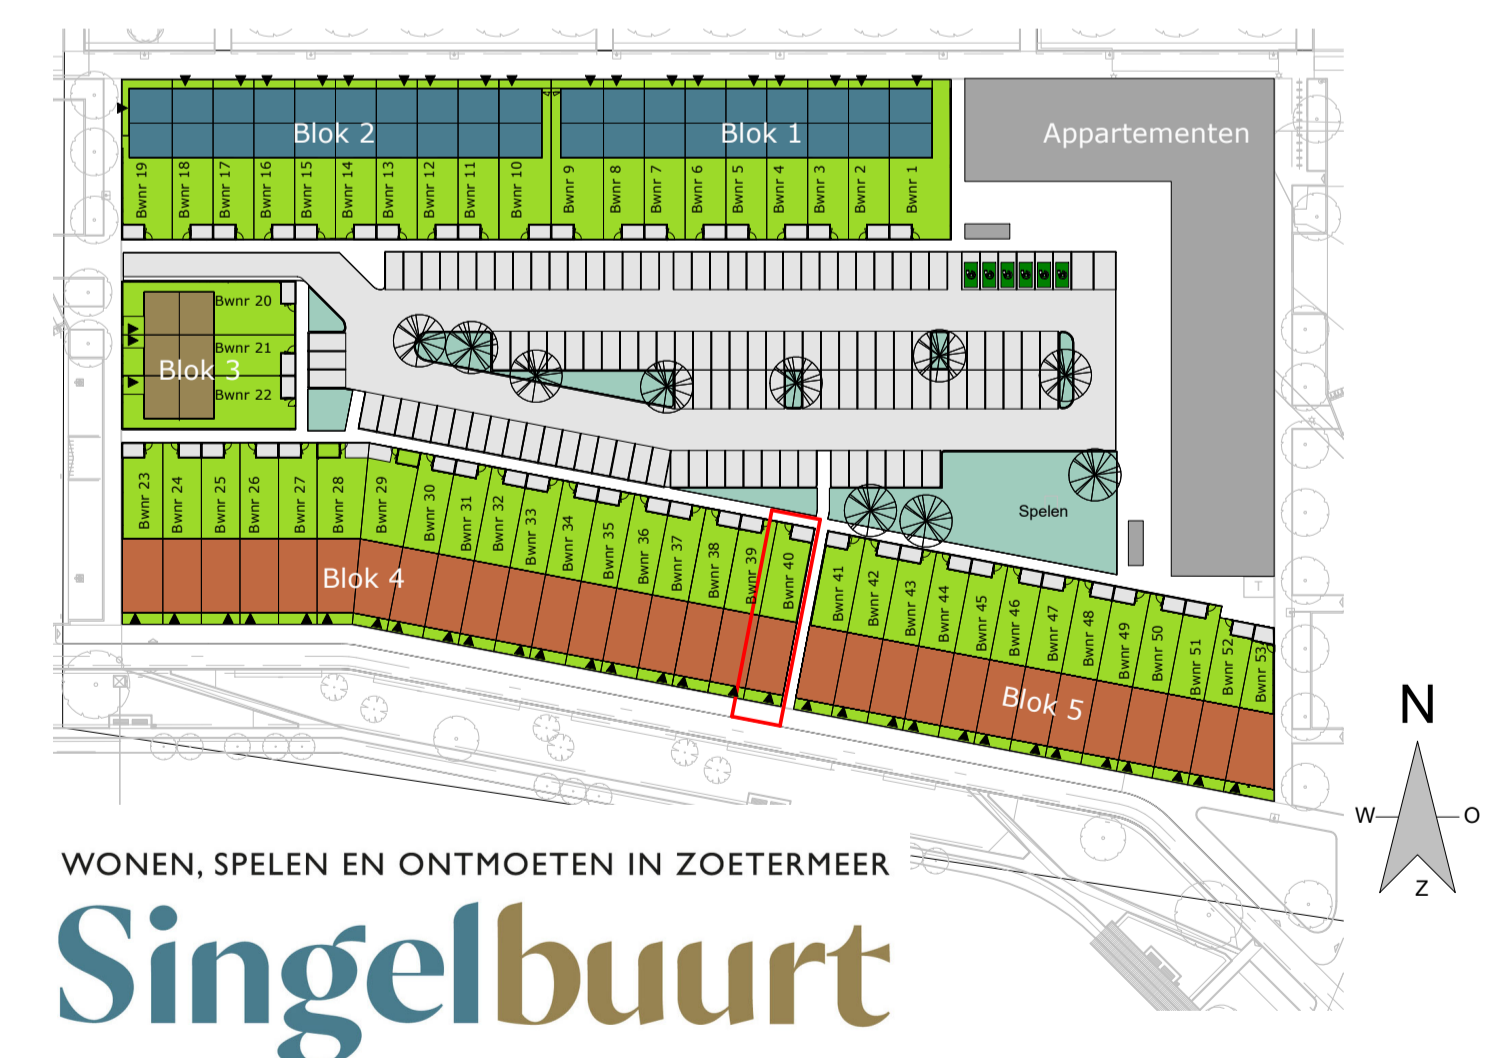 Blok 2
Blok 1
Appartementen
Bwnr 19
Bwnr 18
Bwnr 17
Bwnr 16
Bwnr 15
Bwnr 14
Bwnr 13
Bwnr 12
Bwnr 11
Bwnr 10
Bwnr 9
Bwnr 8
Bwnr 7
Bwnr 6
Bwnr 5
Bwnr 4
Bwnr 3
Bwnr 2
Bwnr 1
Bwnr 20
Bwnr 21
Blok 3
Bwnr 22
Bwnr 23
Bwnr 24
Bwnr 25
Bwnr 26
Bwnr 27
Bwnr 28
Bwnr 29
Bwnr 30
Bwnr 31
Bwnr 32
Bwnr 33
Bwnr 34
Bwnr 35
Bwnr 36
Bwnr 37
Bwnr 38
Bwnr 39
Bwnr 40
Bwnr 41
Bwnr 42
Bwnr 43
Bwnr 44
Bwnr 45
Bwnr 46
Bwnr 47
Bwnr 48
Bwnr 49
Bwnr 50
Bwnr 51
Bwnr 52
Bwnr 53
Spelen
T
Blok 4
Blok 5
N
W
O
Z
WONEN, SPELEN EN ONTMOETEN IN ZOETERMEER
Singelbuurt